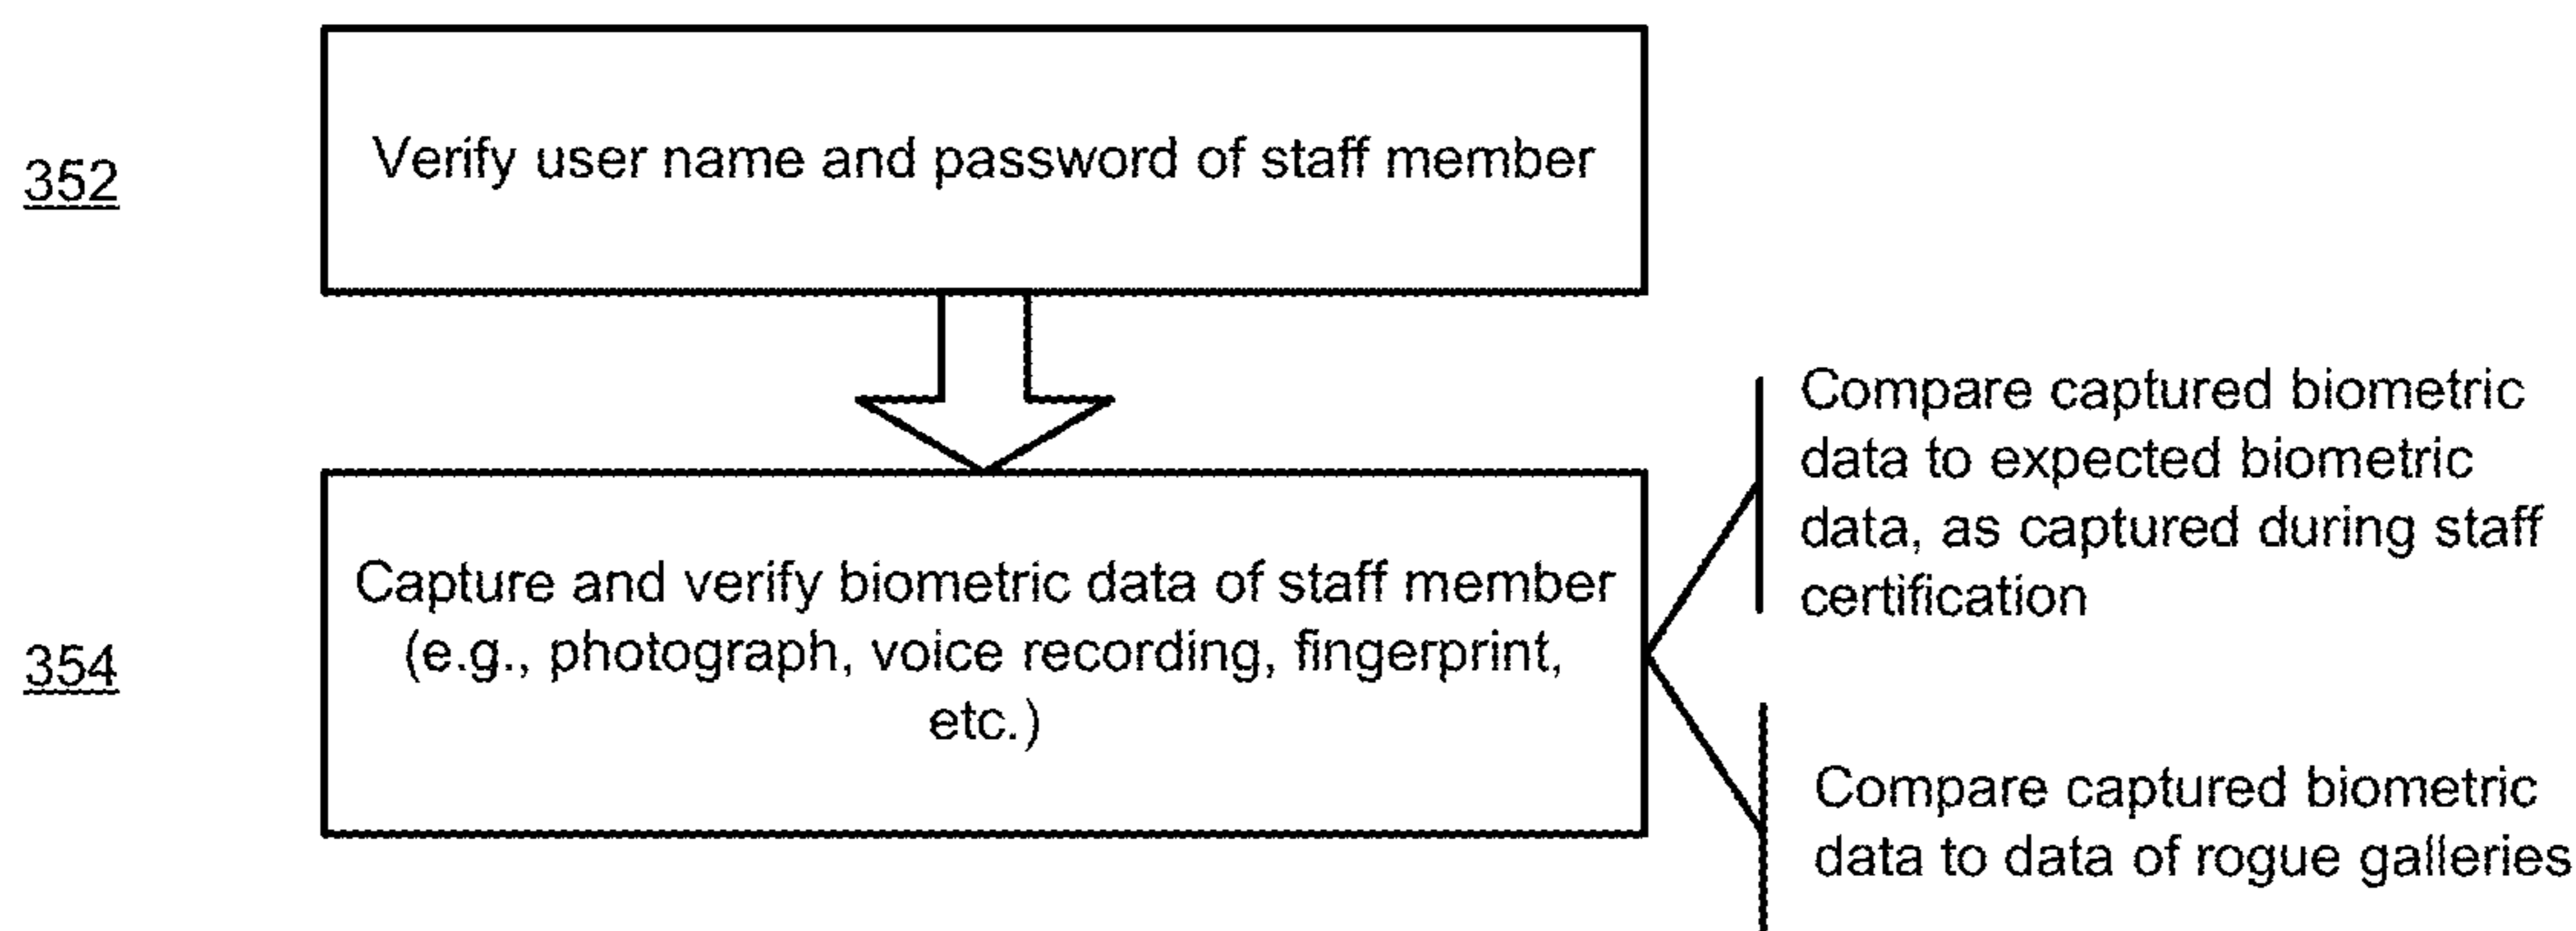 352
Verify user name and password of staff member
354
Capture and verify biometric data of staff member
(e.g., photograph, voice recording, fingerprint,
etc.)
Compare captured biometric
data to expected biometric
data, as captured during staff
certification
Compare captured biometric
data to data of rogue galleries